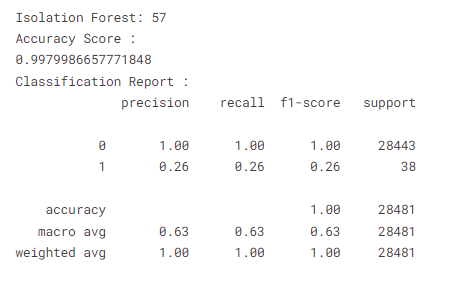 Isolation Forest: 57
Accuracy Score :
0.9979986657771848
Classification Report :
precision recall f1-score support
0 1.00 1.00 1.00 28443
1 0.26 0.26 0.26 38
accuracy 1.00 28481
macro avg 0.63 0.63 0.63 28481
weighted avg 1.00 1.00 1.00 28481